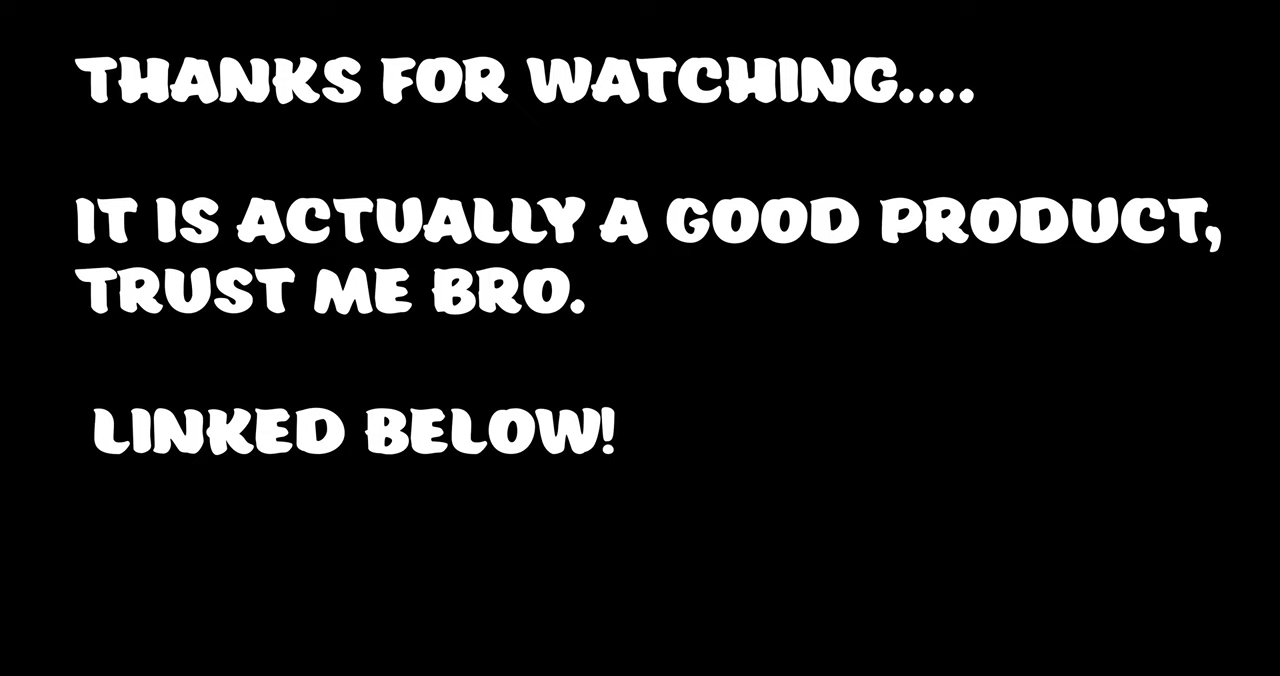 THANKS FOR WATCHING....
IT IS ACTUALLY A GOOD PRODUCT,
TRUST ME BRO.
LINKED BELOW!